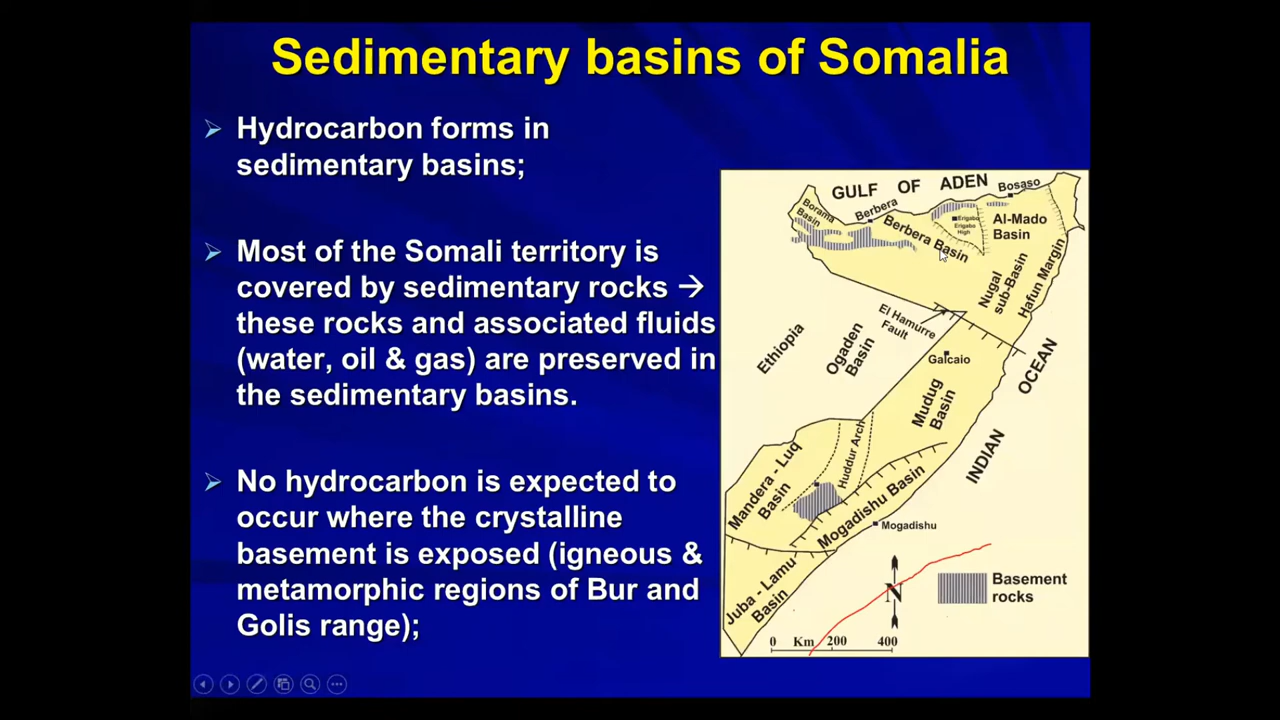 Sedimentary basins of Somalia
➢ Hydrocarbon forms in
sedimentary basins;
➢ Most of the Somali territory is
covered by sedimentary rocks →
these rocks and associated fluids
(water, oil & gas) are preserved in
the sedimentary basins.
➢ No hydrocarbon is expected to
occur where the crystalline
basement is exposed (igneous &
metamorphic regions of Bur and
Golis range);
GULF OF ADEN
Bosaso
Borama
Basin
Berbera
Erigabo
Erigabo
High
Al-Mado
Basin
Berbera Basin
Nugal
sub-Basin
Hafun Margin
El Hamurre
Fault
Ethiopia
Ogaden
Basin
Galcaio
Mudug
Basin
INDIAN OCEAN
Huddur Arch
Mandera - Luq
Basin
Mogadishu Basin
Mogadishu
Juba - Lamu
Basin
N
Basement
rocks
0 Km 200 400